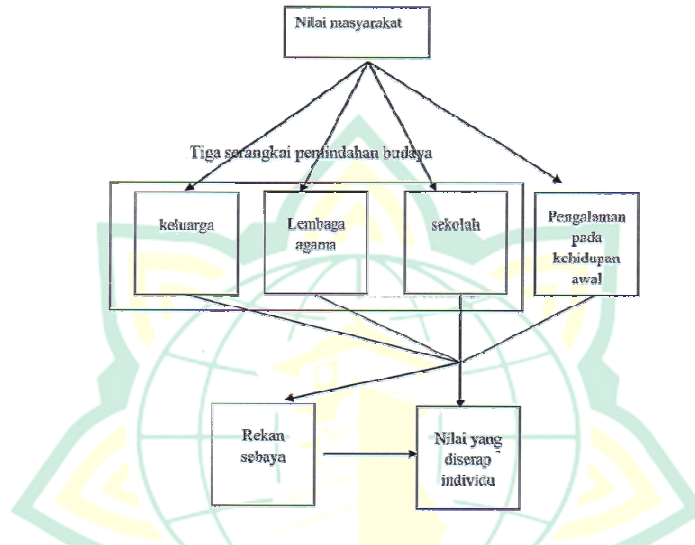 Nilai masyarakat
Tiga serangkai pemindahan budaya
keluarga
Lembaga
agama
sekolah
Pengalaman
pada
kehidupan
awal
Rekan
sebaya
Nilai yang
diserap
individu